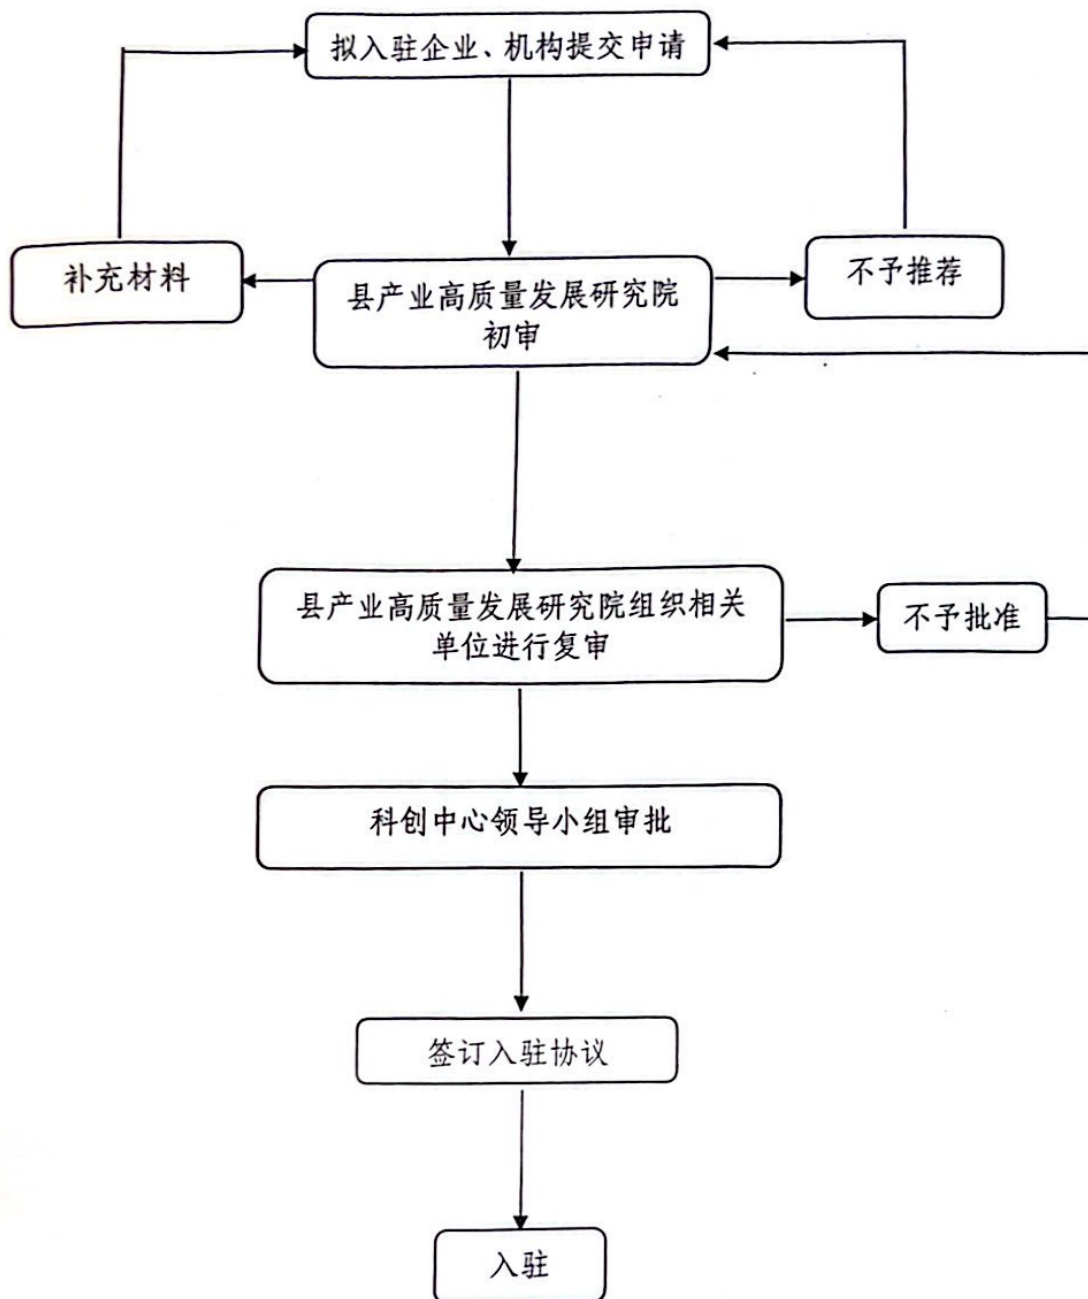 拟入驻企业、机构提交申请
补充材料
县产业高质量发展研究院
初审
不予推荐
县产业高质量发展研究院组织相关
单位进行复审
不予批准
科创中心领导小组审批
签订入驻协议
入驻